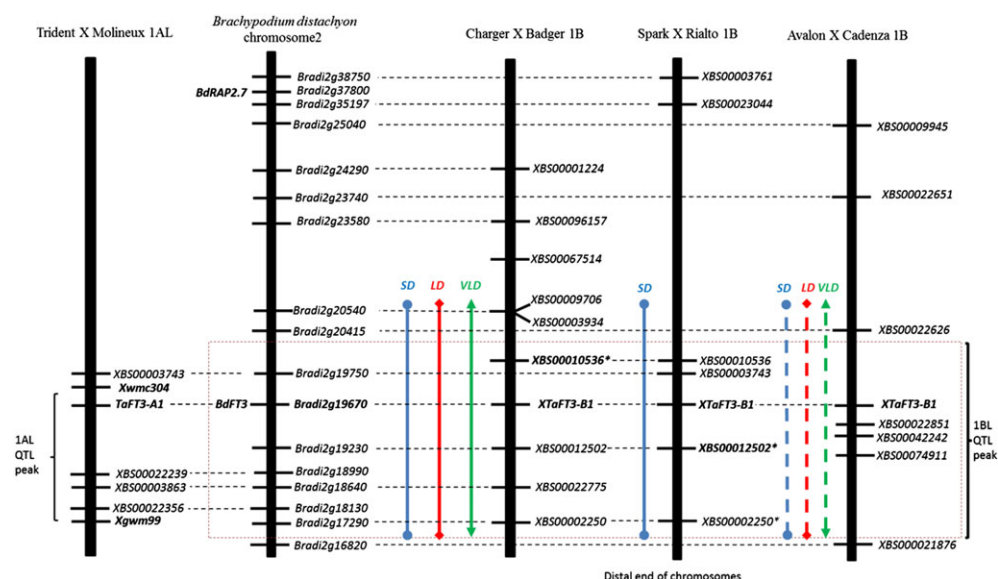 Trident X Molineux 1AL
Brachypodium distachyon
chromosome2
Charger X Badger 1B
Spark X Rialto 1B
Avalon X Cadenza 1B
Bradi2g38750
XBS00003761
BdRAP2.7
Bradi2g37800
Bradi2g35197
XBS00023044
Bradi2g25040
XBS00009945
Bradi2g24290
XBS00001224
Bradi2g23740
XBS00022651
Bradi2g23580
XBS00096157
XBS00067514
SD
LD
VLD
SD
SD
LD
VLD
XBS00009706
Bradi2g20540
XBS00003934
Bradi2g20415
XBS00022626
XBS00010536*
XBS00010536
XBS00003743
Bradi2g19750
XBS00003743
Xwmc304
TaFT3-A1
BdFT3
Bradi2g19670
XTaFT3-B1
XTaFT3-B1
XTaFT3-B1
XBS00022851
XBS00042242
XBS00074911
1AL
QTL
peak
1BL
QTL
peak
Bradi2g19230
XBS00012502
XBS00012502*
XBS00022239
Bradi2g18990
XBS00003863
Bradi2g18640
XBS00022775
XBS00022356
Bradi2g18130
Xgwm99
Bradi2g17290
XBS00002250
XBS00002250*
Bradi2g16820
XBS000021876
Distal end of chromosomes